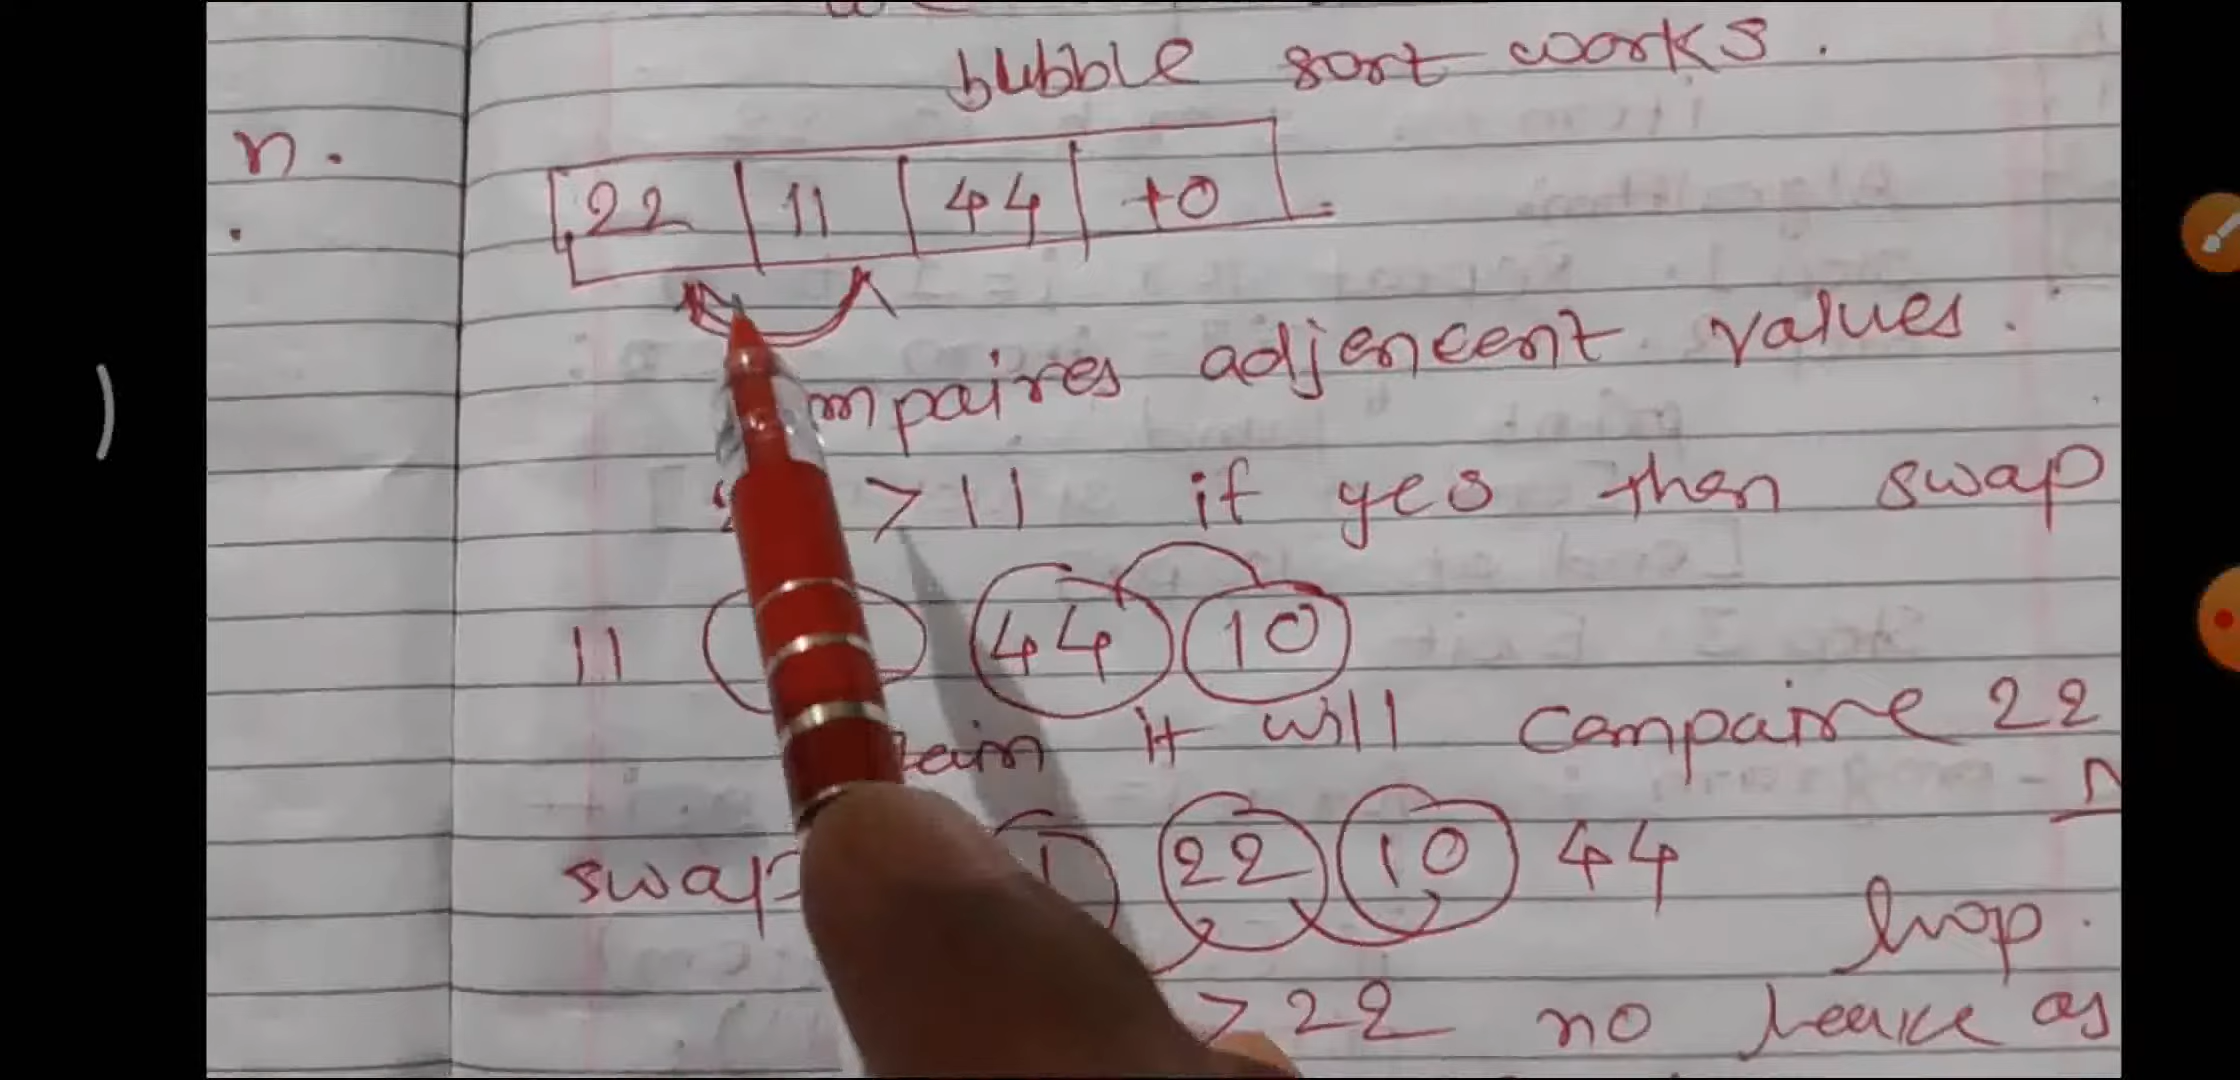 bubble sort works.
n.
22 11 44 10
mpaires adjencent values.
> 11 if yes then swap
11 44 10
it will compaire 22
swap 22 10 44
loop.
> 22 no hence as